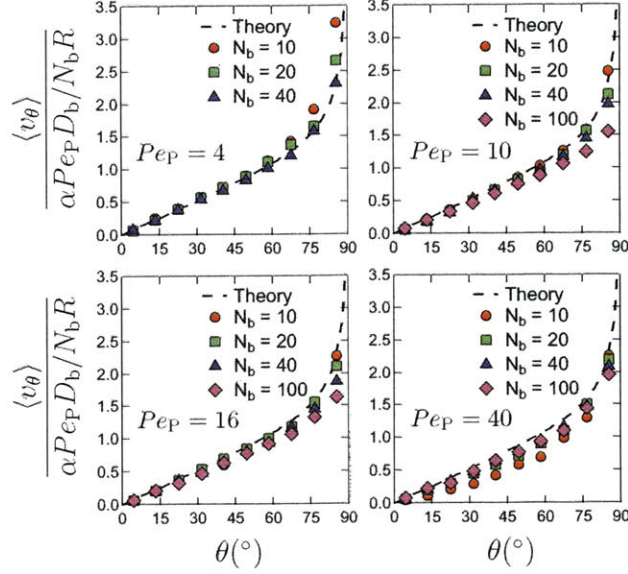 3.5
3.0
2.5
2.0
1.5
1.0
0.5
0.0
0 15 30 45 60 75 90
Theory
N_b = 10
N_b = 20
N_b = 40
Pe_P = 4
⟨v_θ⟩
αPe_P D_b/N_b R
3.5
3.0
2.5
2.0
1.5
1.0
0.5
0.0
0 15 30 45 60 75 90
Theory
N_b = 10
N_b = 20
N_b = 40
N_b = 100
Pe_P = 10
3.5
3.0
2.5
2.0
1.5
1.0
0.5
0.0
0 15 30 45 60 75 90
Theory
N_b = 10
N_b = 20
N_b = 40
N_b = 100
Pe_P = 16
⟨v_θ⟩
αPe_P D_b/N_b R
θ(°)
3.5
3.0
2.5
2.0
1.5
1.0
0.5
0.0
0 15 30 45 60 75 90
Theory
N_b = 10
N_b = 20
N_b = 40
N_b = 100
Pe_P = 40
θ(°)